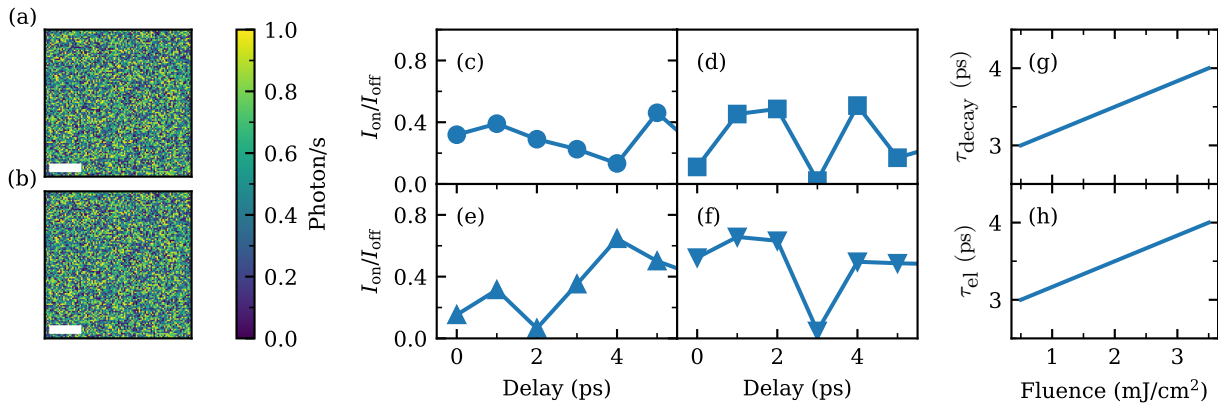 (a)
(b)
1.0
0.8
0.6
0.4
0.2
0.0
Photon/s
(c)
0.8
0.4
0.0
I_on/I_off
(d)
(e)
0.8
0.4
0.0
I_on/I_off
0 2 4
Delay (ps)
(f)
0 2 4
Delay (ps)
(g)
4
3
τ_decay (ps)
(h)
4
3
τ_el (ps)
1 2 3
Fluence (mJ/cm²)